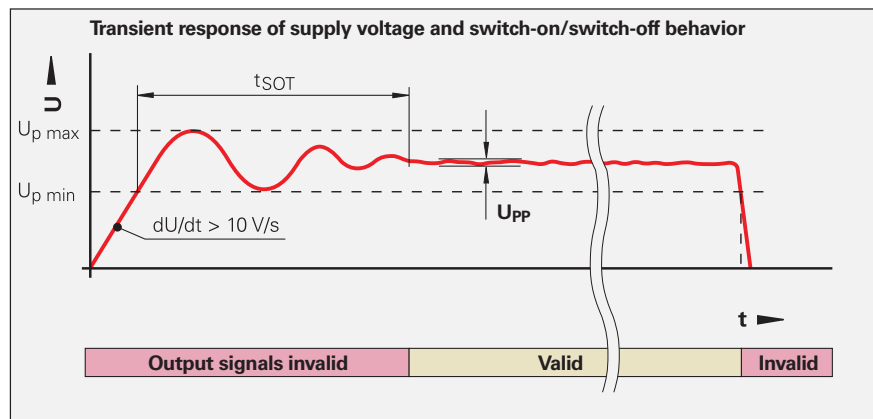 Transient response of supply voltage and switch-on/switch-off behavior
U
tSOT
Up max
Up min
UPP
dU/dt > 10 V/s
t
Output signals invalid
Valid
Invalid